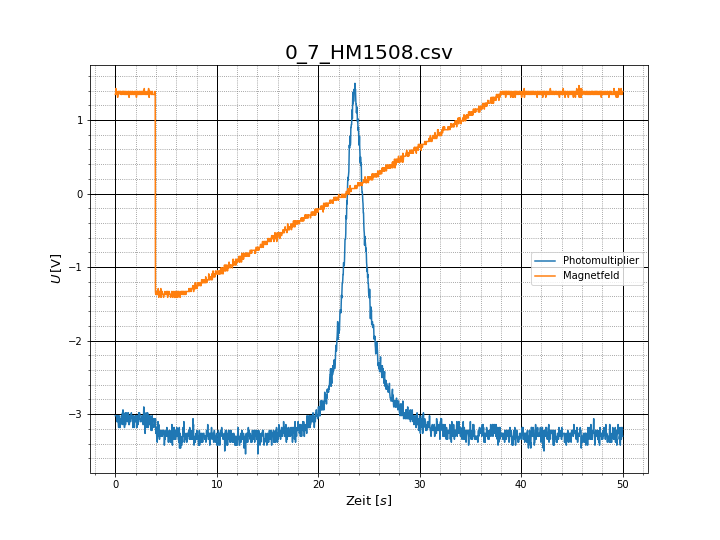 0_7_HM1508.csv
U[V]
1
0
−1
−2
−3
Photomultiplier
Magnetfeld
0
10
20
30
40
50
Zeit [s]